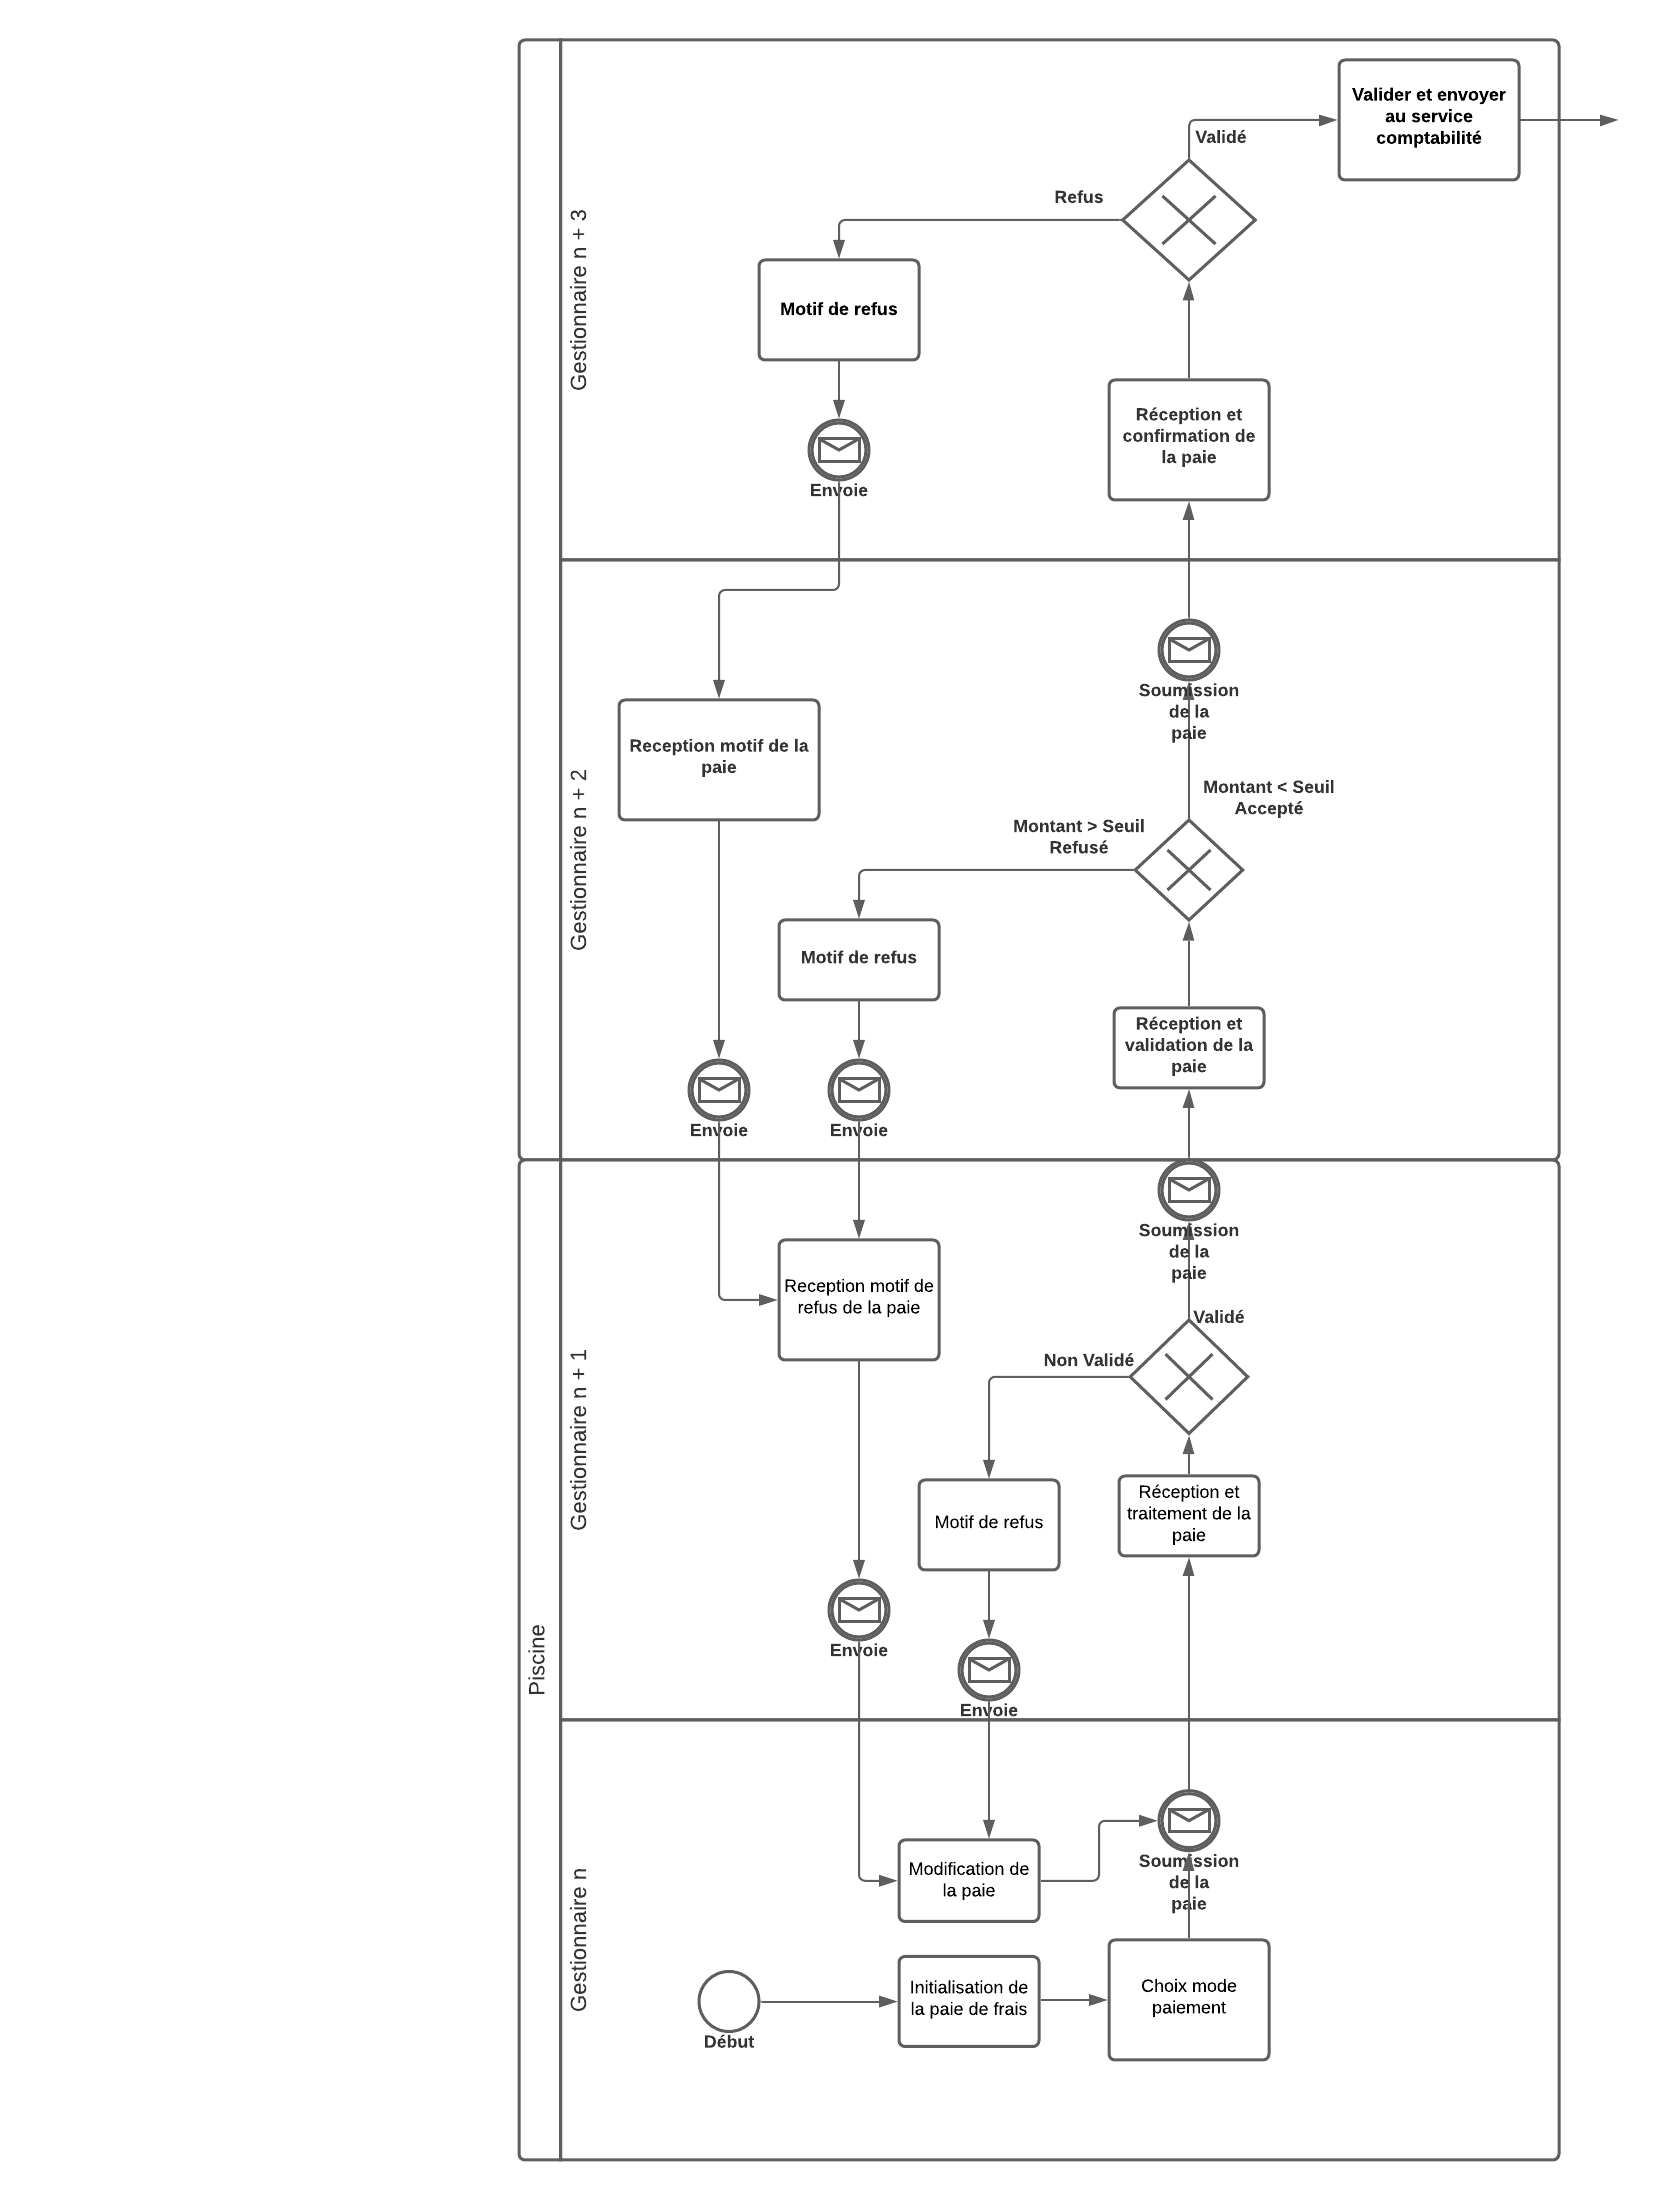 Valider et envoyer
au service
comptabilité
Validé
Refus
Gestionnaire n + 3
Motif de refus
Réception et
confirmation de
la paie
Envoie
Soumission
de la
paie
Reception motif de la
paie
Gestionnaire n + 2
Montant < Seuil
Accepté
Montant > Seuil
Refusé
Motif de refus
Réception et
validation de la
paie
Envoie
Envoie
Soumission
de la
paie
Reception motif de
refus de la paie
Validé
Non Validé
Gestionnaire n + 1
Réception et
traitement de la
paie
Motif de refus
Envoie
Envoie
Piscine
Gestionnaire n
Modification de
la paie
Soumission
de la
paie
Initialisation de
la paie de frais
Choix mode
paiement
Début